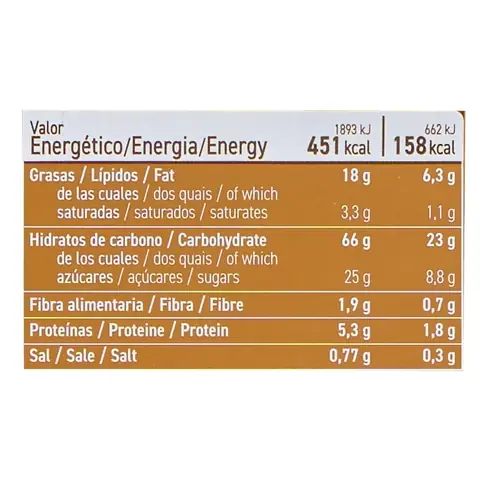 Valor 1893 kJ 662 kJ
Energético/Energia/Energy 451 kcal 158 kcal
Grasas / Lípidos / Fat 18 g 6,3 g
de las cuales / dos quais / of which
saturadas / saturados / saturates 3,3 g 1,1 g
Hidratos de carbono / Carbohydrate 66 g 23 g
de los cuales / dos quais / of which
azúcares / açúcares / sugars 25 g 8,8 g
Fibra alimentaria / Fibra / Fibre 1,9 g 0,7 g
Proteínas / Proteine / Protein 5,3 g 1,8 g
Sal / Sale / Salt 0,77 g 0,3 g